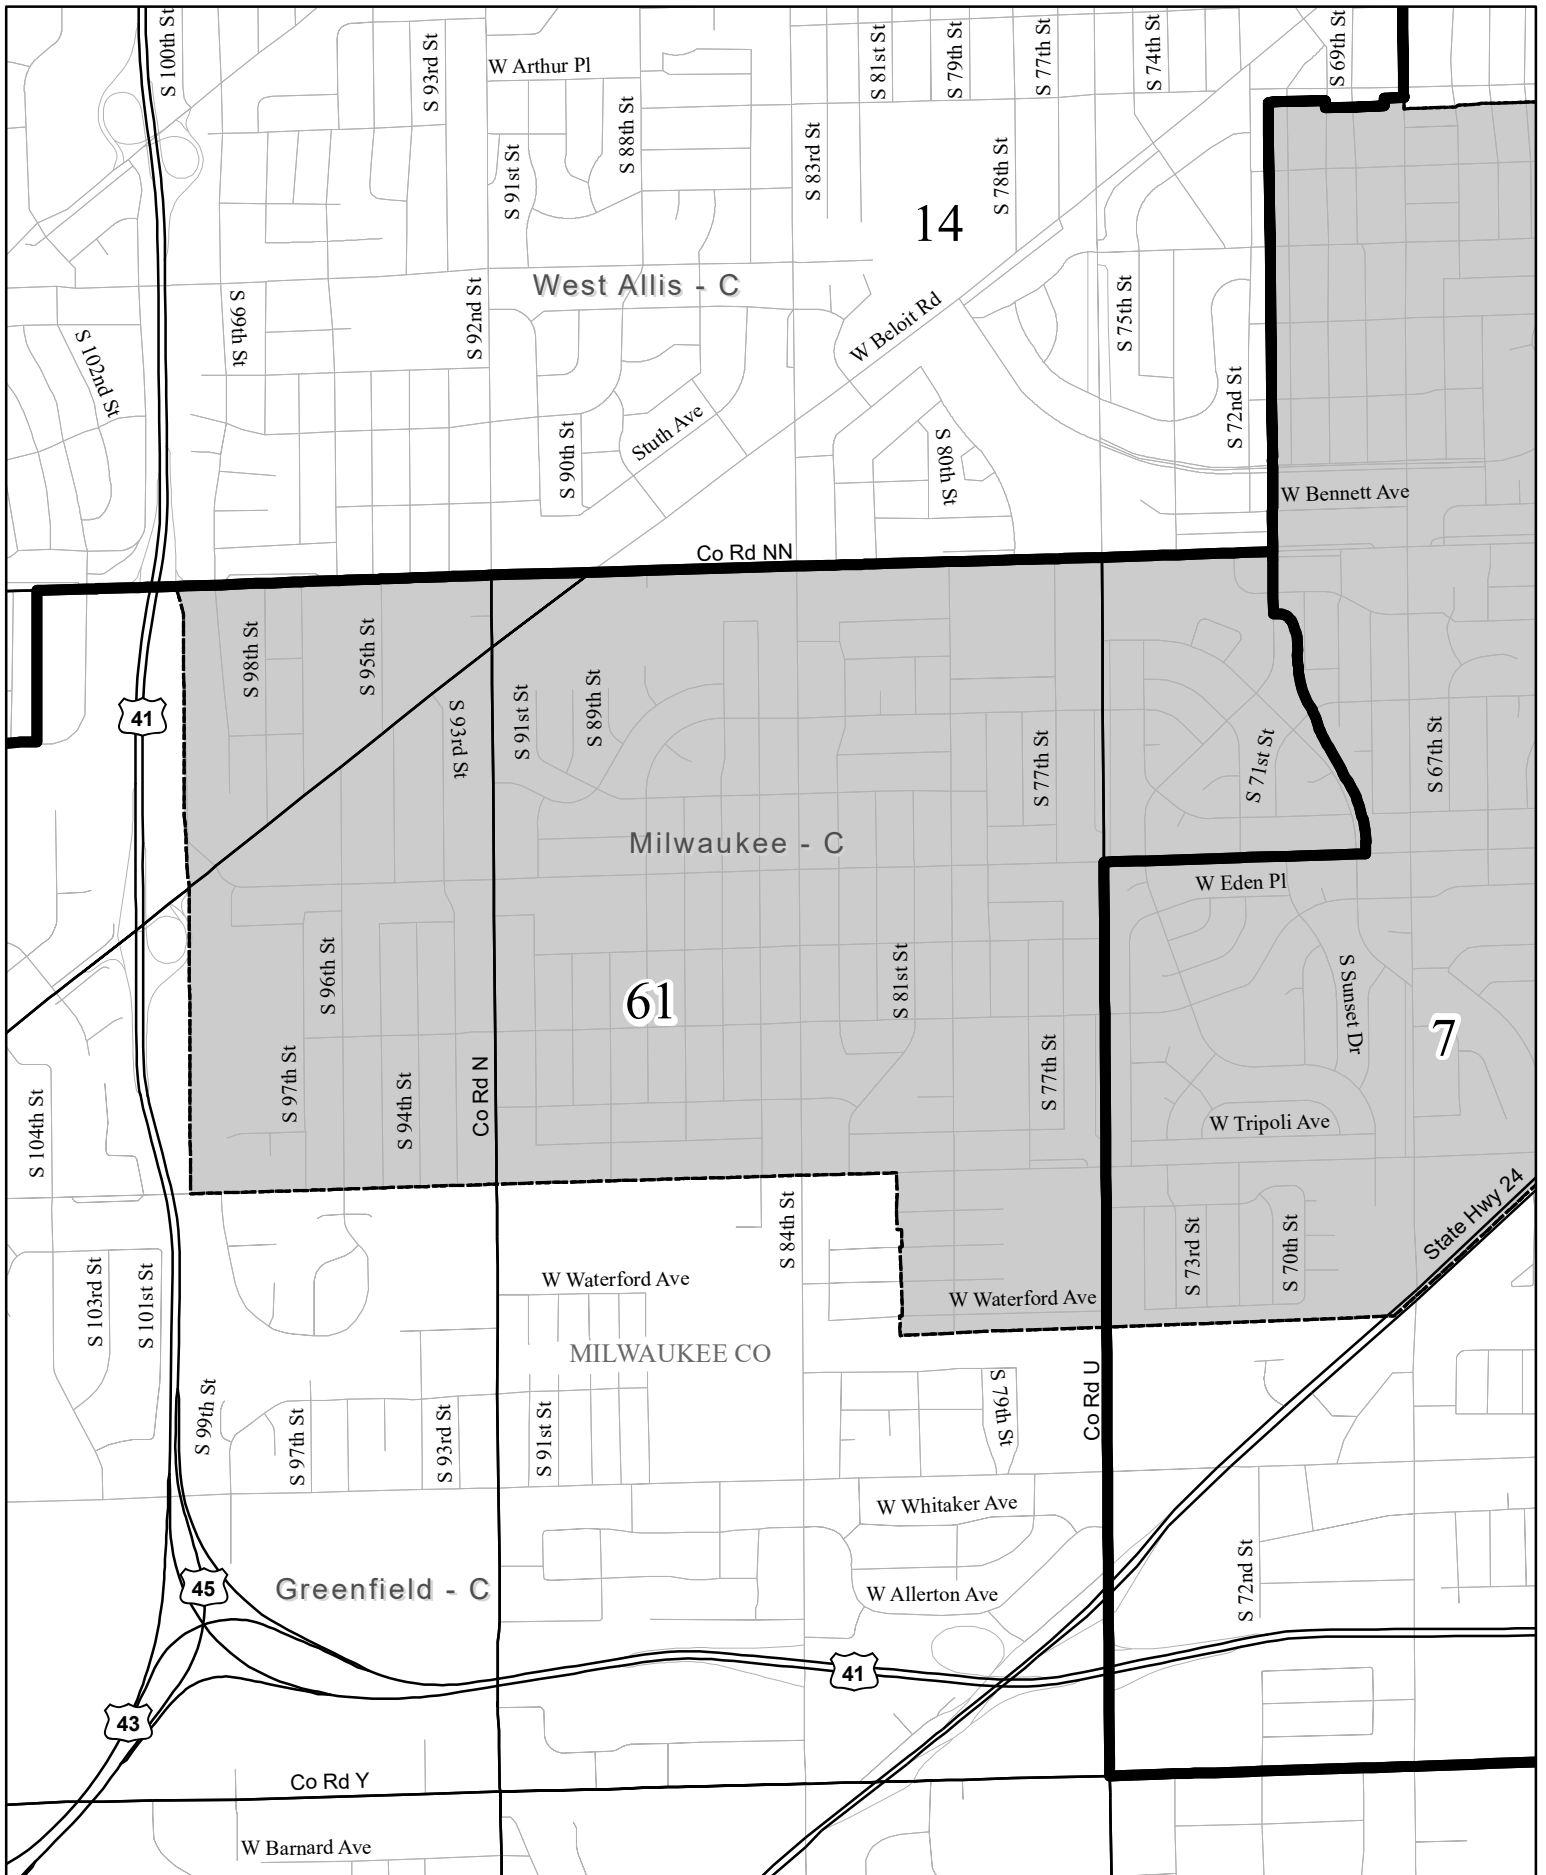 S 100th St
S 93rd St
W Arthur Pl
S 81st St
S 79th St
S 77th St
S 74th St
S 69th St
S 88th St
S 91st St
S 83rd St
S 78th St
14
West Allis - C
S 99th St
S 92nd St
W Beloit Rd
S 75th St
S 102nd St
S 72nd St
Stuth Ave
S 90th St
S 80th St
W Bennett Ave
Co Rd NN
S 98th St
S 95th St
41
S 93rd St
S 91st St
S 89th St
S 77th St
S 71st St
S 67th St
Milwaukee - C
W Eden Pl
S 96th St
61
S 81st St
S Sunset Dr
7
S 97th St
S 94th St
Co Rd N
S 77th St
S 104th St
W Tripoli Ave
State Hwy 24
S 84th St
S 73rd St
S 70th St
S 103rd St
S 101st St
W Waterford Ave
W Waterford Ave
MILWAUKEE CO
S 99th St
S 97th St
S 93rd St
S 91st St
S 79th St
Co Rd U
W Whitaker Ave
45
Greenfield - C
W Allerton Ave
S 72nd St
41
43
Co Rd Y
W Barnard Ave